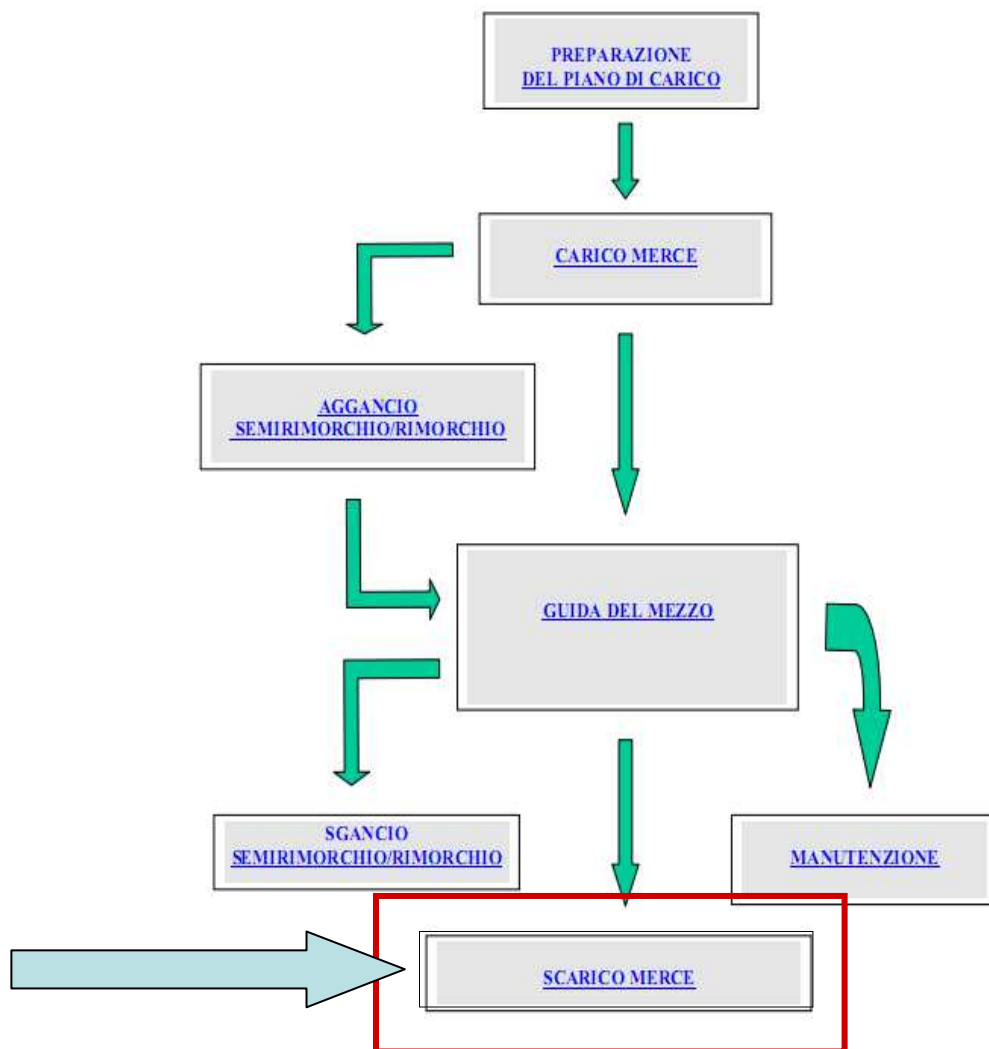 PREPARAZIONE
DEL PIANO DI CARICO
CARICO MERCE
AGGANCIO
SEMIRIMORCHIO/RIMORCHIO
GUIDA DEL MEZZO
SGANCIO
SEMIRIMORCHIO/RIMORCHIO
MANUTENZIONE
SCARICO MERCE